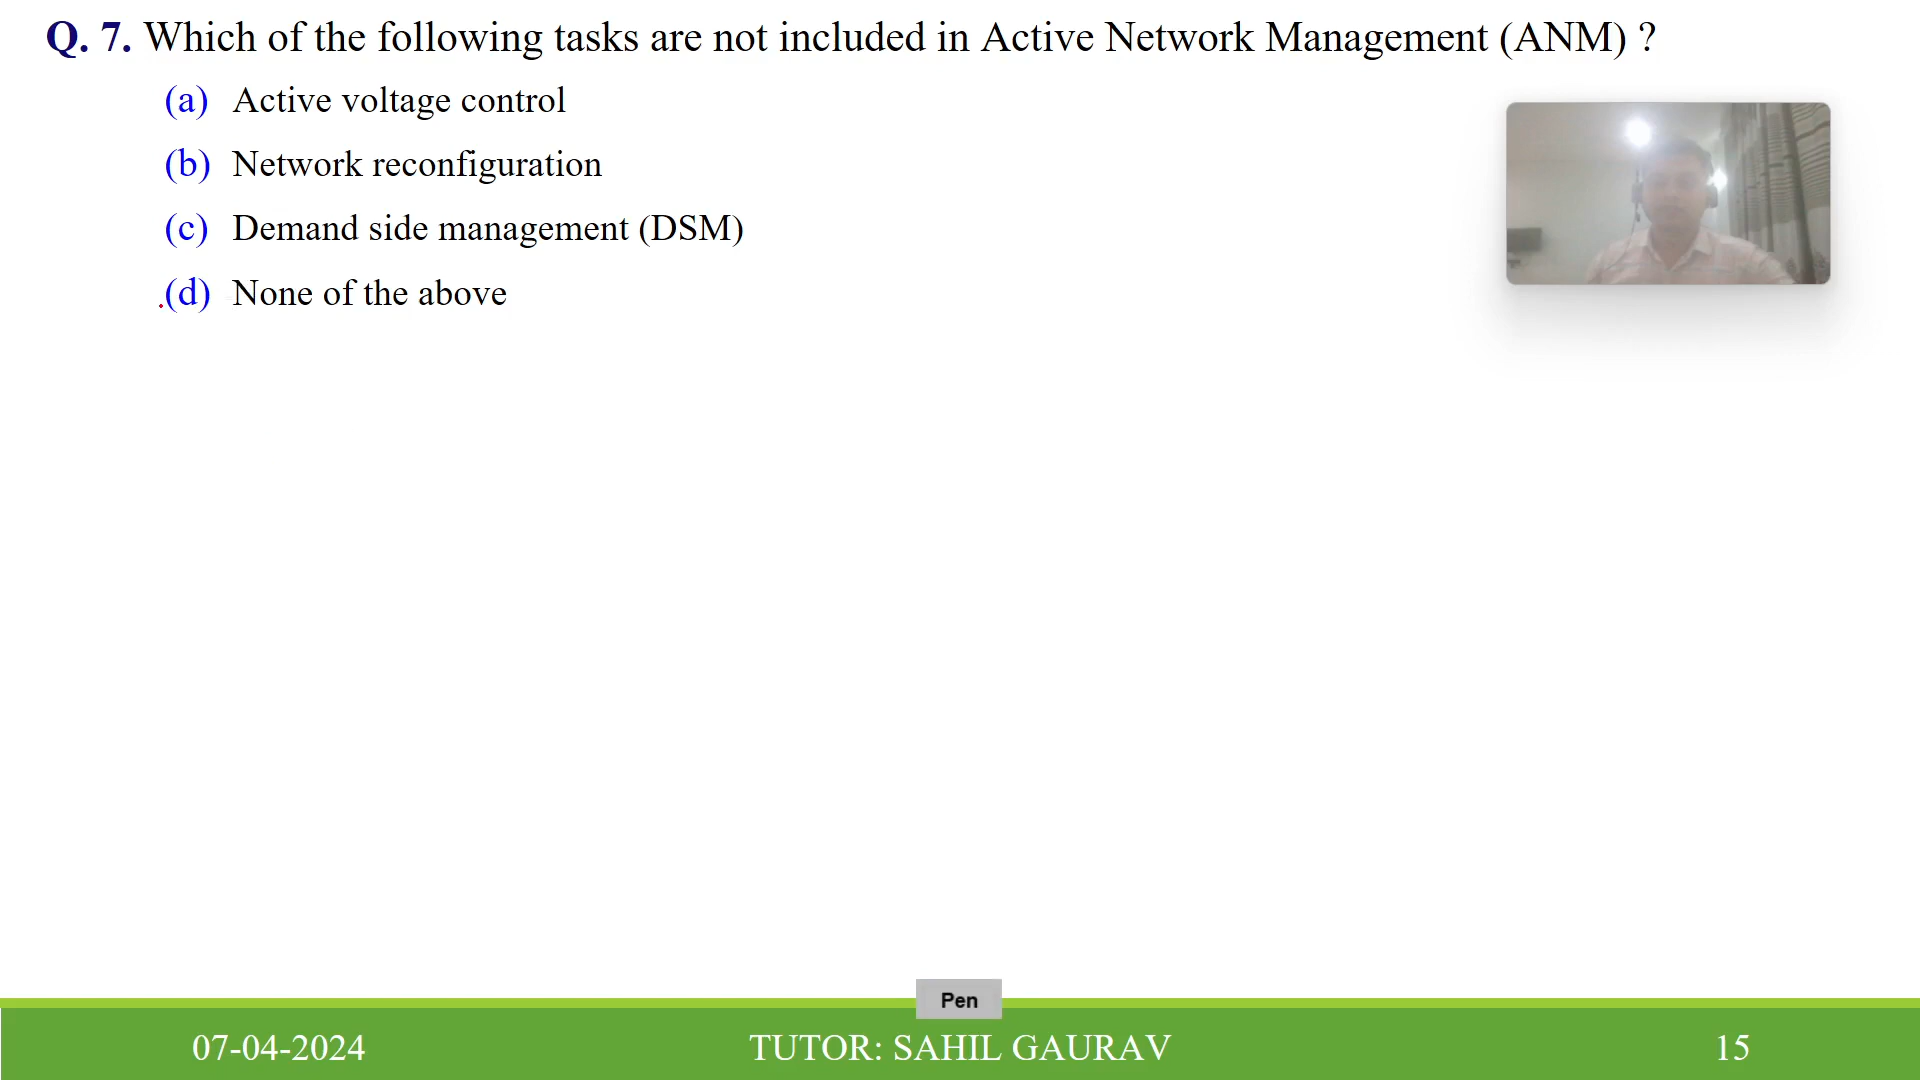 Q. 7. Which of the following tasks are not included in Active Network Management (ANM) ?
(a) Active voltage control
(b) Network reconfiguration
(c) Demand side management (DSM)
(d) None of the above
Pen
07-04-2024 TUTOR: SAHIL GAURAV 15